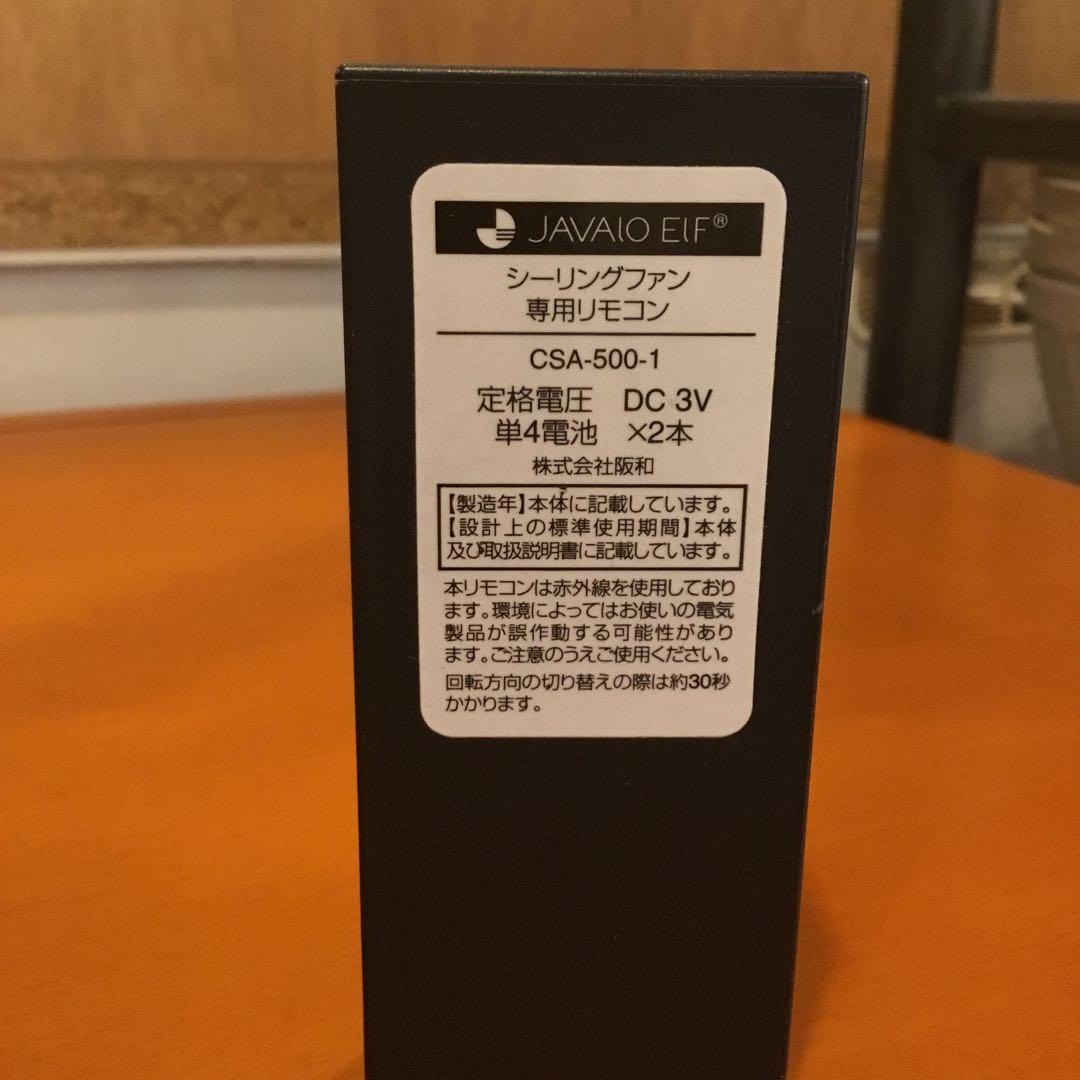 JAVAlO ElF®
シーリングファン
専用リモコン
CSA-500-1
定格電圧 DC 3V
単4電池 ×2本
株式会社阪和
【製造年】本体に記載しています。
【設計上の標準使用期間】本体
及び取扱説明書に記載しています。
本リモコンは赤外線を使用しており
ます。環境によってはお使いの電気
製品が誤作動する可能性があり
ます。ご注意のうえご使用ください。
回転方向の切り替えの際は約30秒
かかります。